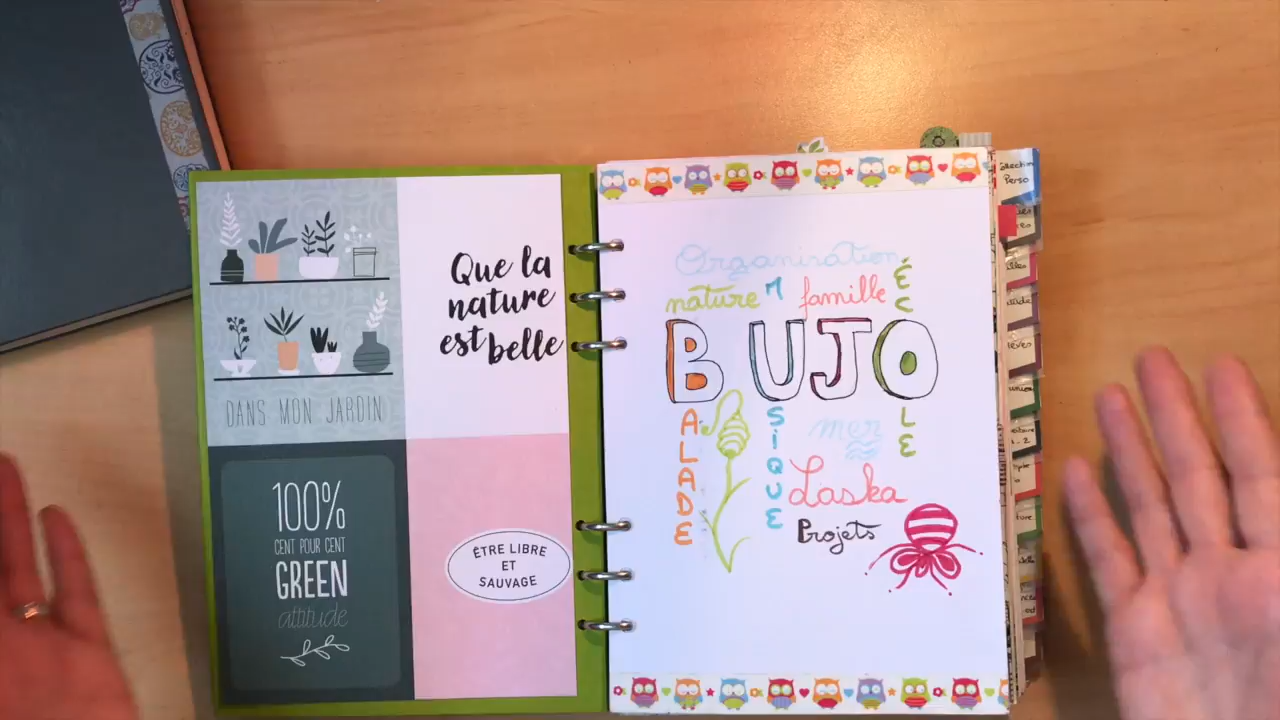 DANS MON JARDIN
Que la
nature
est belle
100%
CENT POUR CENT
GREEN
attitude
ÊTRE LIBRE
ET
SAUVAGE
Organisation
nature
famille
BUJO
BALADE
MUSIQUE
ÉCOLE
mer
Laska
Projets
Perso